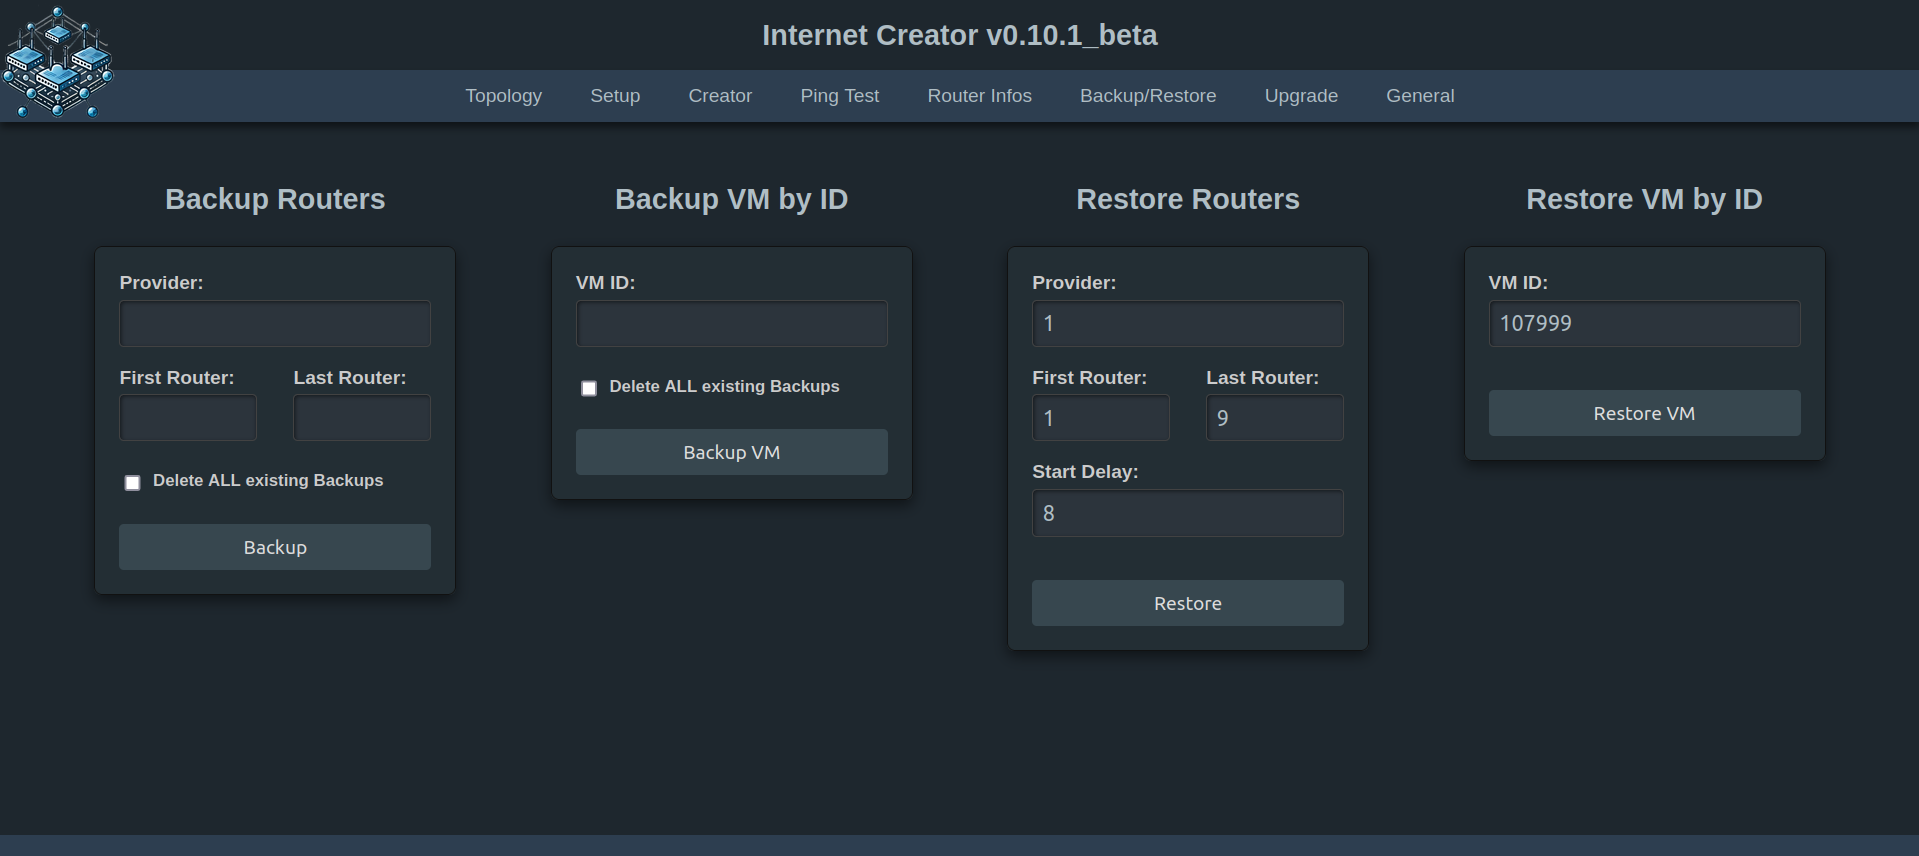 Internet Creator v0.10.1_beta
Topology
Setup
Creator
Ping Test
Router Infos
Backup/Restore
Upgrade
General
Backup Routers
Provider:
First Router:
Last Router:
Delete ALL existing Backups
Backup
Backup VM by ID
VM ID:
Delete ALL existing Backups
Backup VM
Restore Routers
Provider:
1
First Router:
1
Last Router:
9
Start Delay:
8
Restore
Restore VM by ID
VM ID:
107999
Restore VM